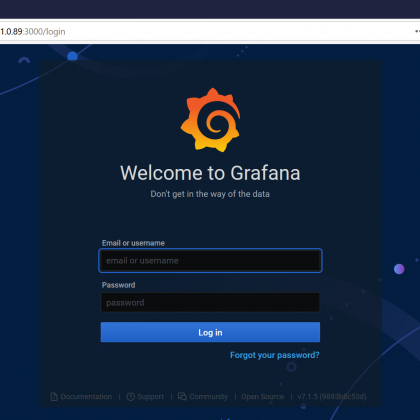 1.0.89:3000/login
Welcome to Grafana
Don't get in the way of the data
Email or username
email or username
Password
password
Log in
Forgot your password?
Documentation | Support | Community | Open Source | v7.1.5